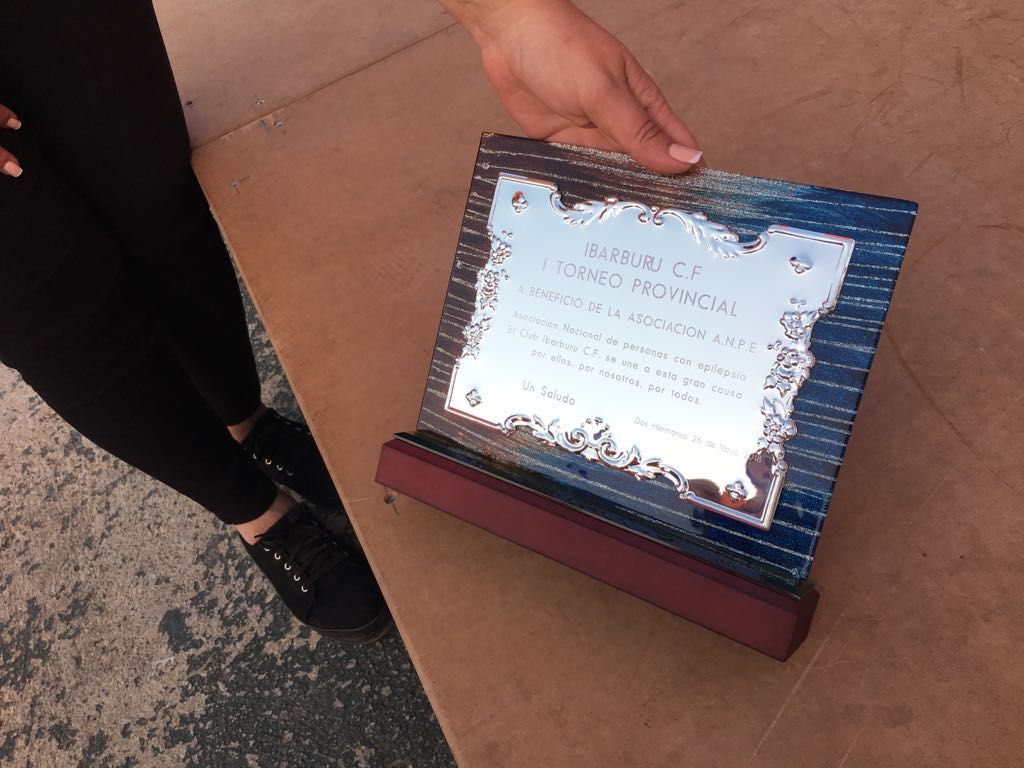 IBARBURU C.F
I TORNEO PROVINCIAL
A BENEFICIO DE LA ASOCIACION A.N.P.E
Asociacion Nacional de personas con epilepsia
El Club Ibarburu C.F. se une a esta gran causa
por ellos, por nosotros, por todos.
Un Saludo
Dos Hermanas 26 de Mayo